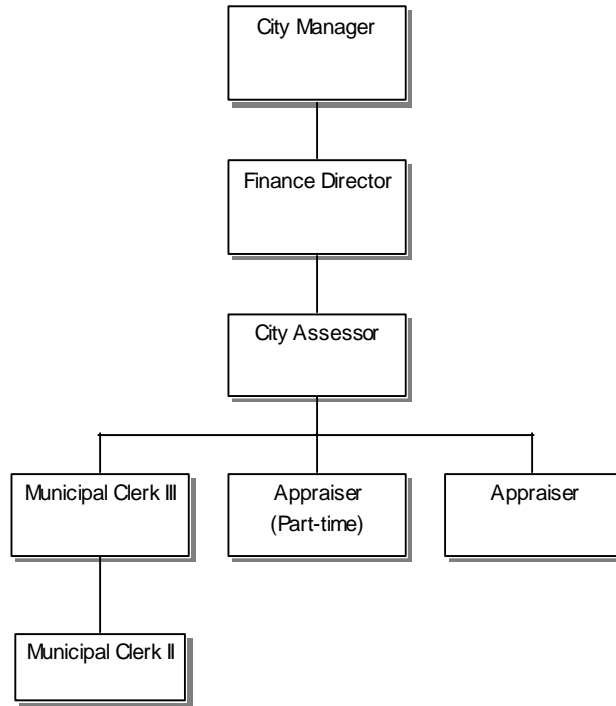 City Manager
Finance Director
City Assessor
Municipal Clerk III
Appraiser
(Part-time)
Appraiser
Municipal Clerk II